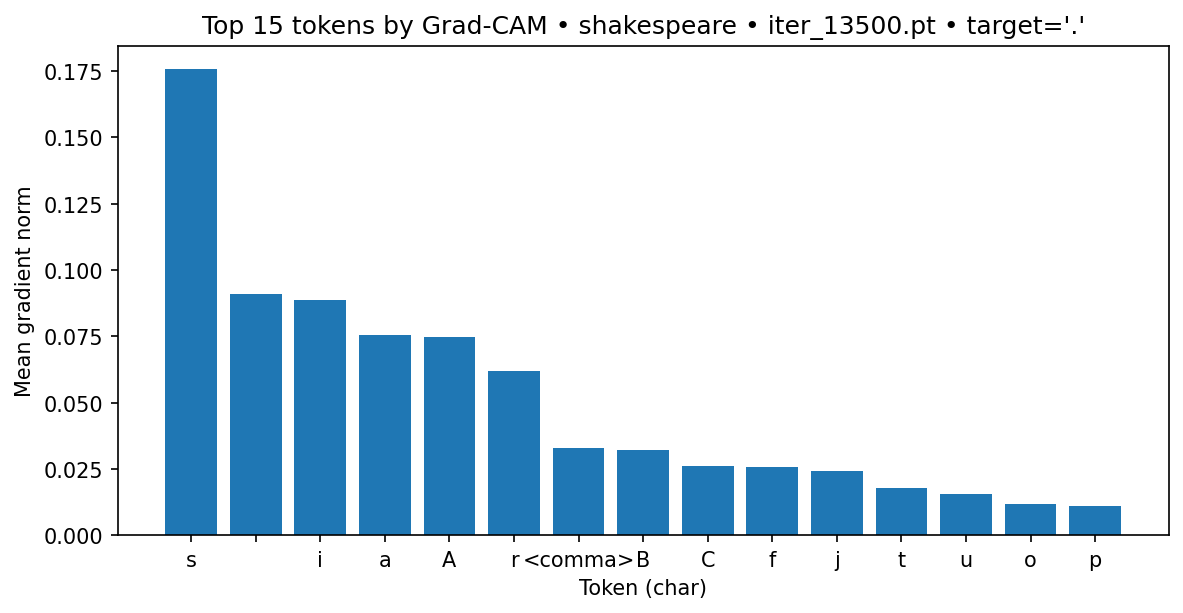 Top 15 tokens by Grad-CAM • shakespeare • iter_13500.pt • target='.'
Mean gradient norm
0.175
0.150
0.125
0.100
0.075
0.050
0.025
0.000
s i a A r <comma> B C f j t u o p
Token (char)